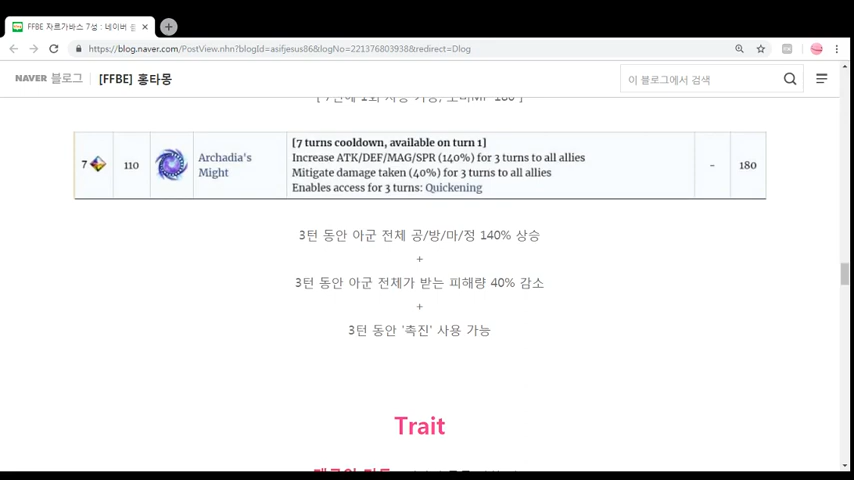 FFBE 자르가바스 7성 : 네이버
https://blog.naver.com/PostView.nhn?blogId=asifjesus86&logNo=221376803938&redirect=Dlog
NAVER 블로그
[FFBE] 홍타몽
이 블로그에서 검색
7
110
Archadia's
Might
[7 turns cooldown, available on turn 1]
Increase ATK/DEF/MAG/SPR (140%) for 3 turns to all allies
Mitigate damage taken (40%) for 3 turns to all allies
Enables access for 3 turns: Quickening
-
180
3턴 동안 아군 전체 공/방/마/정 140% 상승
+
3턴 동안 아군 전체가 받는 피해량 40% 감소
+
3턴 동안 '촉진' 사용 가능
Trait